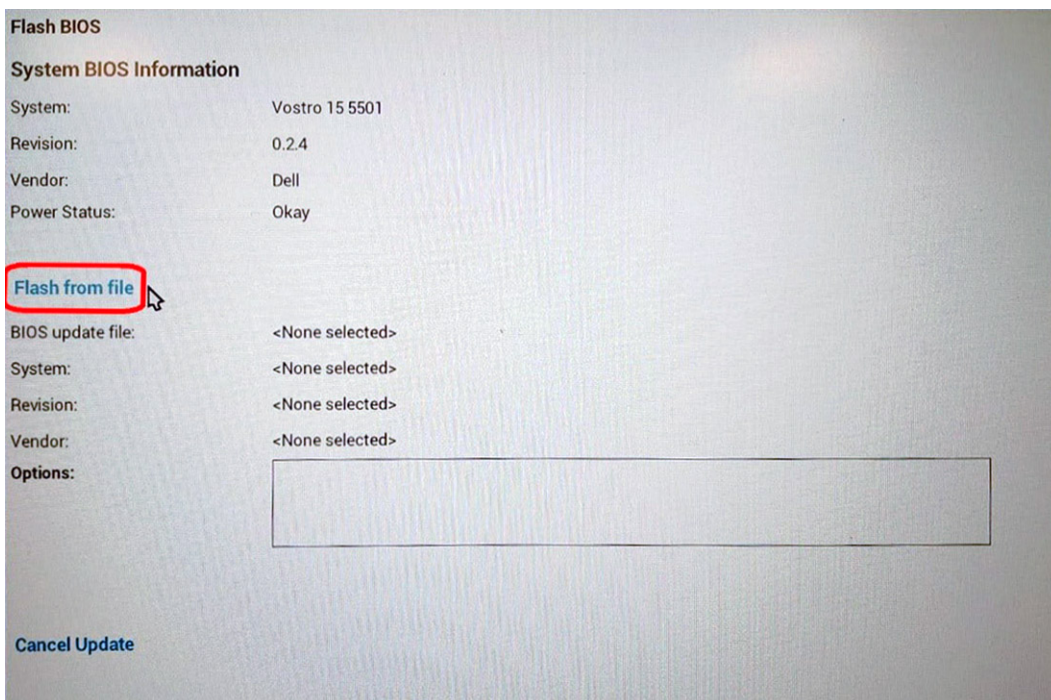 Flash BIOS
System BIOS Information
System: Vostro 15 5501
Revision: 0.2.4
Vendor: Dell
Power Status: Okay
Flash from file
BIOS update file: <None selected>
System: <None selected>
Revision: <None selected>
Vendor: <None selected>
Options:
Cancel Update